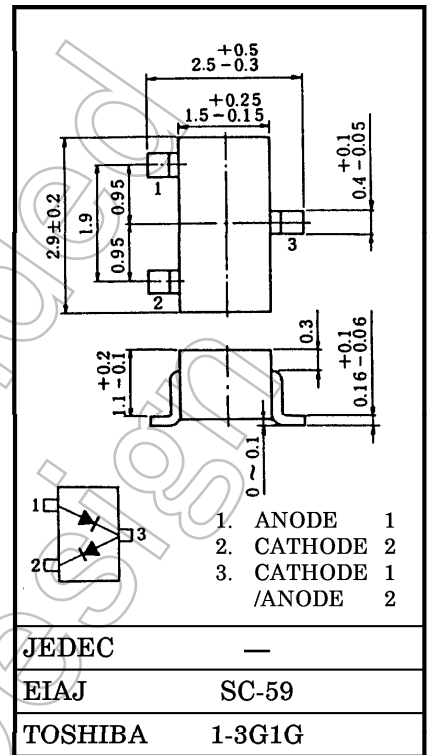 +0.5
2.5 −0.3
+0.25
1.5−0.15
2.9±0.2
1.9
0.95
0.95
1
2
3
+0.1
0.4−0.05
+0.2
1.1−0.1
0.3
+0.1
0.16−0.06
0 ~ 0.1
1
2
3
1. ANODE 1
2. CATHODE 2
3. CATHODE 1
/ANODE 2
JEDEC —
EIAJ SC-59
TOSHIBA 1-3G1G
ded
Design